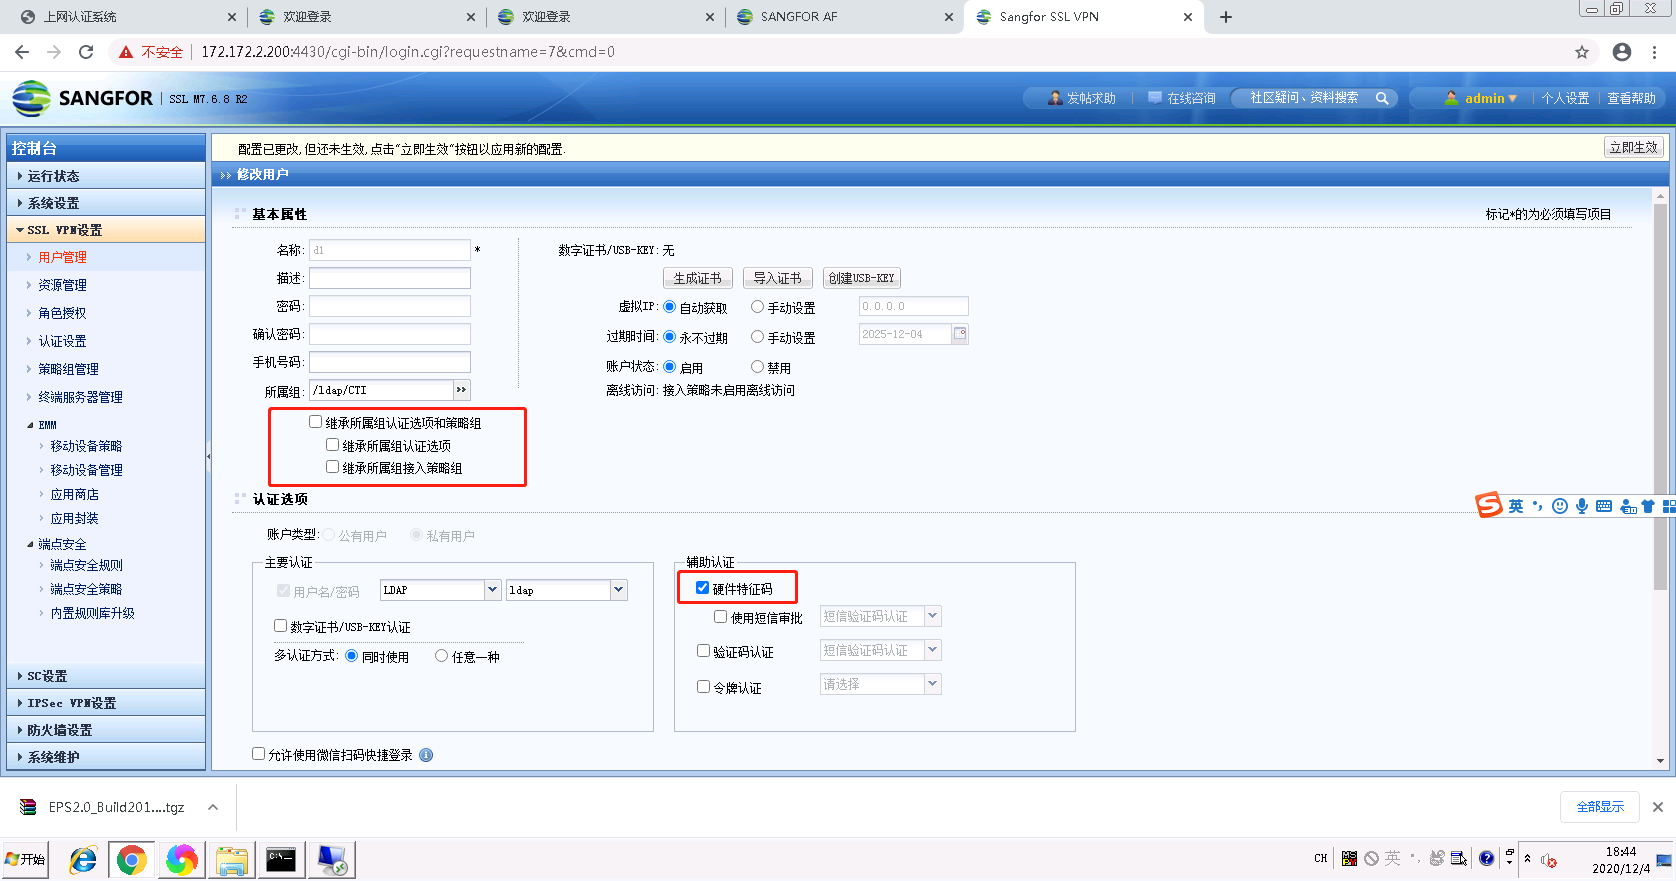 上网认证系统
欢迎登录
欢迎登录
SANGFOR AF
Sangfor SSL VPN
不安全 172.172.2.200:4430/cgi-bin/login.cgi?requestname=7&cmd=0
SANGFOR SSL M7.6.8 R2
发帖求助 在线咨询 社区疑问、资料搜索 admin 个人设置 查看帮助
控制台
运行状态
系统设置
SSL VPN设置
用户管理
资源管理
角色授权
认证设置
策略组管理
终端服务器管理
EMM
移动设备策略
移动设备管理
应用商店
应用封装
端点安全
端点安全规则
端点安全策略
内置规则库升级
SC设置
IPSec VPN设置
防火墙设置
系统维护
配置已更改, 但还未生效, 点击"立即生效"按钮以应用新的配置.
立即生效
修改用户
基本属性
标记*的为必须填写项目
名称: d1 *
描述:
密码:
确认密码:
手机号码:
所属组: /ldap/CTI
继承所属组认证选项和策略组
继承所属组认证选项
继承所属组接入策略组
数字证书/USB-KEY: 无
生成证书 导入证书 创建USB-KEY
虚拟IP: 自动获取 手动设置 0.0.0.0
过期时间: 永不过期 手动设置 2025-12-04
账户状态: 启用 禁用
离线访问: 接入策略未启用离线访问
认证选项
账户类型: 公有用户 私有用户
主要认证
用户名/密码 LDAP ldap
数字证书/USB-KEY认证
多认证方式: 同时使用 任意一种
辅助认证
硬件特征码
使用短信审批 短信验证码认证
验证码认证 短信验证码认证
令牌认证 请选择
允许使用微信扫码快捷登录
英
EPS2.0_Build201....tgz
全部显示
开始
CH
英
18:44
2020/12/4